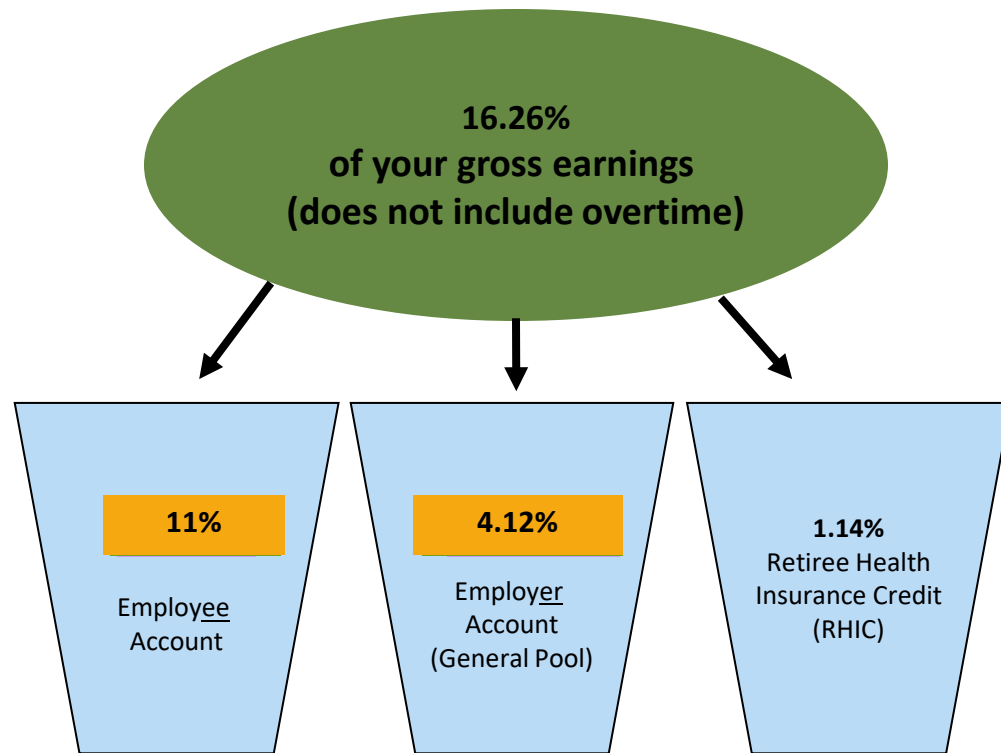 16.26%
of your gross earnings
(does not include overtime)
11%
Employee
Account
4.12%
Employer
Account
(General Pool)
1.14%
Retiree Health
Insurance Credit
(RHIC)